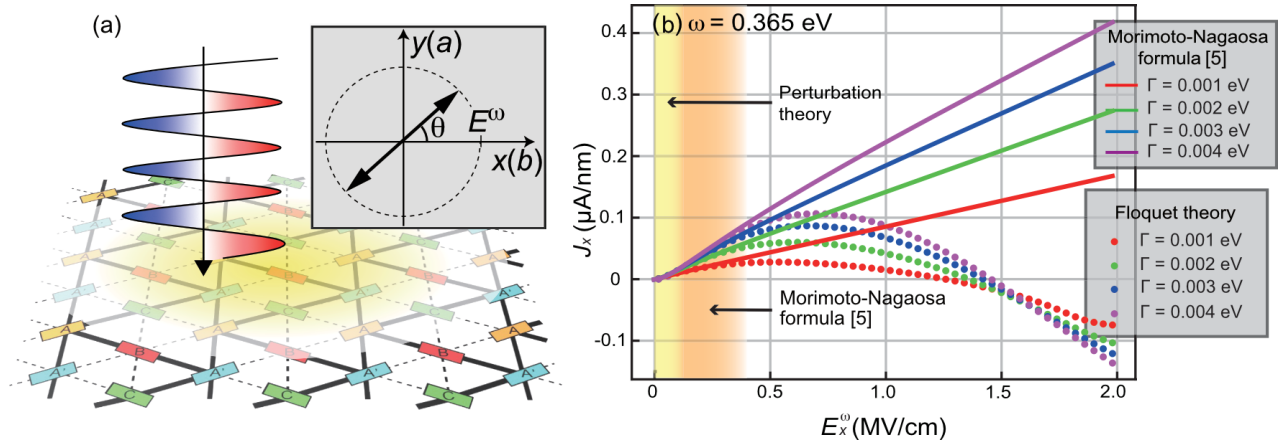 (a)
y(a)
E^ω
θ
x(b)
A
B
A'
C
A'
A
A
B
B
A'
A'
A'
C
C
C
(b) ω = 0.365 eV
0.4
0.3
0.2
0.1
0
-0.1
J_x (μA/nm)
Perturbation
theory
Morimoto-Nagaosa
formula [5]
Morimoto-Nagaosa
formula [5]
Γ = 0.001 eV
Γ = 0.002 eV
Γ = 0.003 eV
Γ = 0.004 eV
Floquet theory
Γ = 0.001 eV
Γ = 0.002 eV
Γ = 0.003 eV
Γ = 0.004 eV
0.0
0.5
1.0
1.5
2.0
E_x^ω (MV/cm)